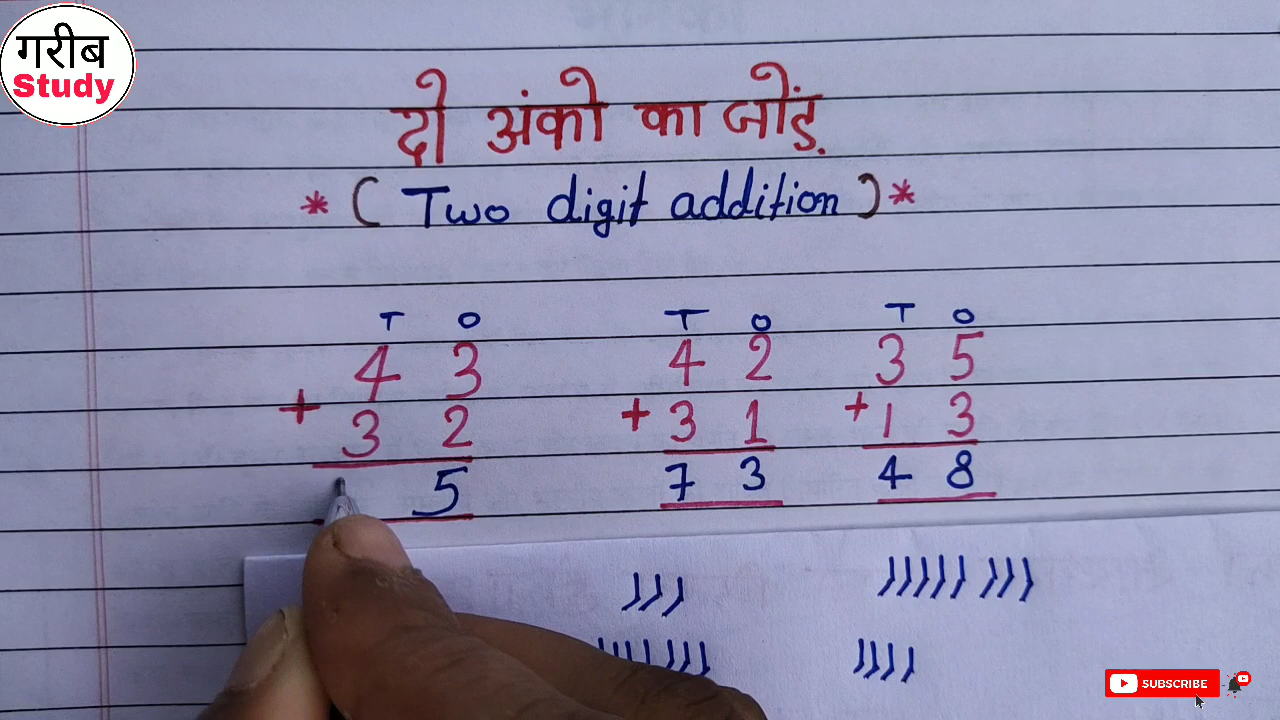 गरीब
Study
दो अंको का जोंड़
* ( Two digit addition ) *
T O T O T O
4 3 4 2 3 5
+ 3 2 + 3 1 + 1 3
5 7 3 4 8
SUBSCRIBE